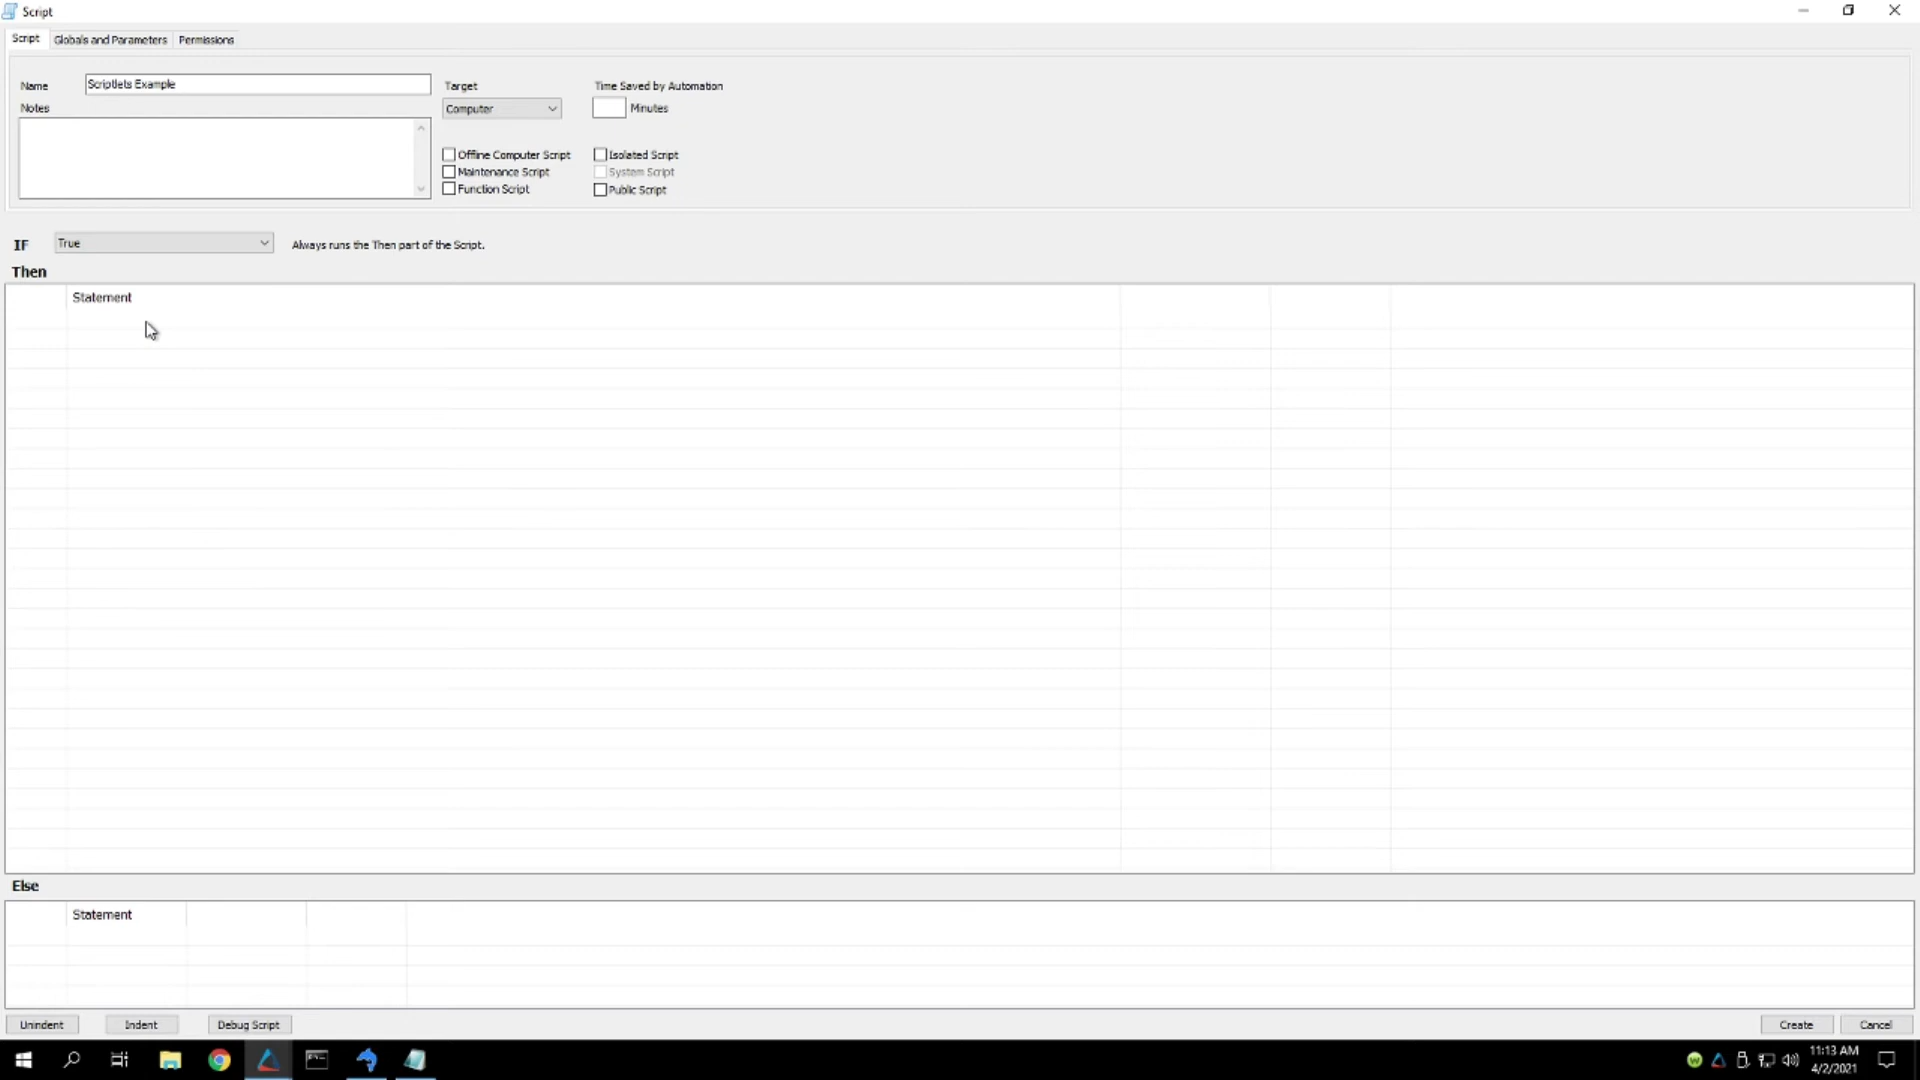 Script
Script Globals and Parameters Permissions
Name Scriptlets Example Target Time Saved by Automation
Notes Computer Minutes
Offline Computer Script Isolated Script
Maintenance Script System Script
Function Script Public Script
IF True Always runs the Then part of the Script.
Then
Statement
Else
Statement
Unindent Indent Debug Script Create Cancel
11:13 AM
4/2/2021